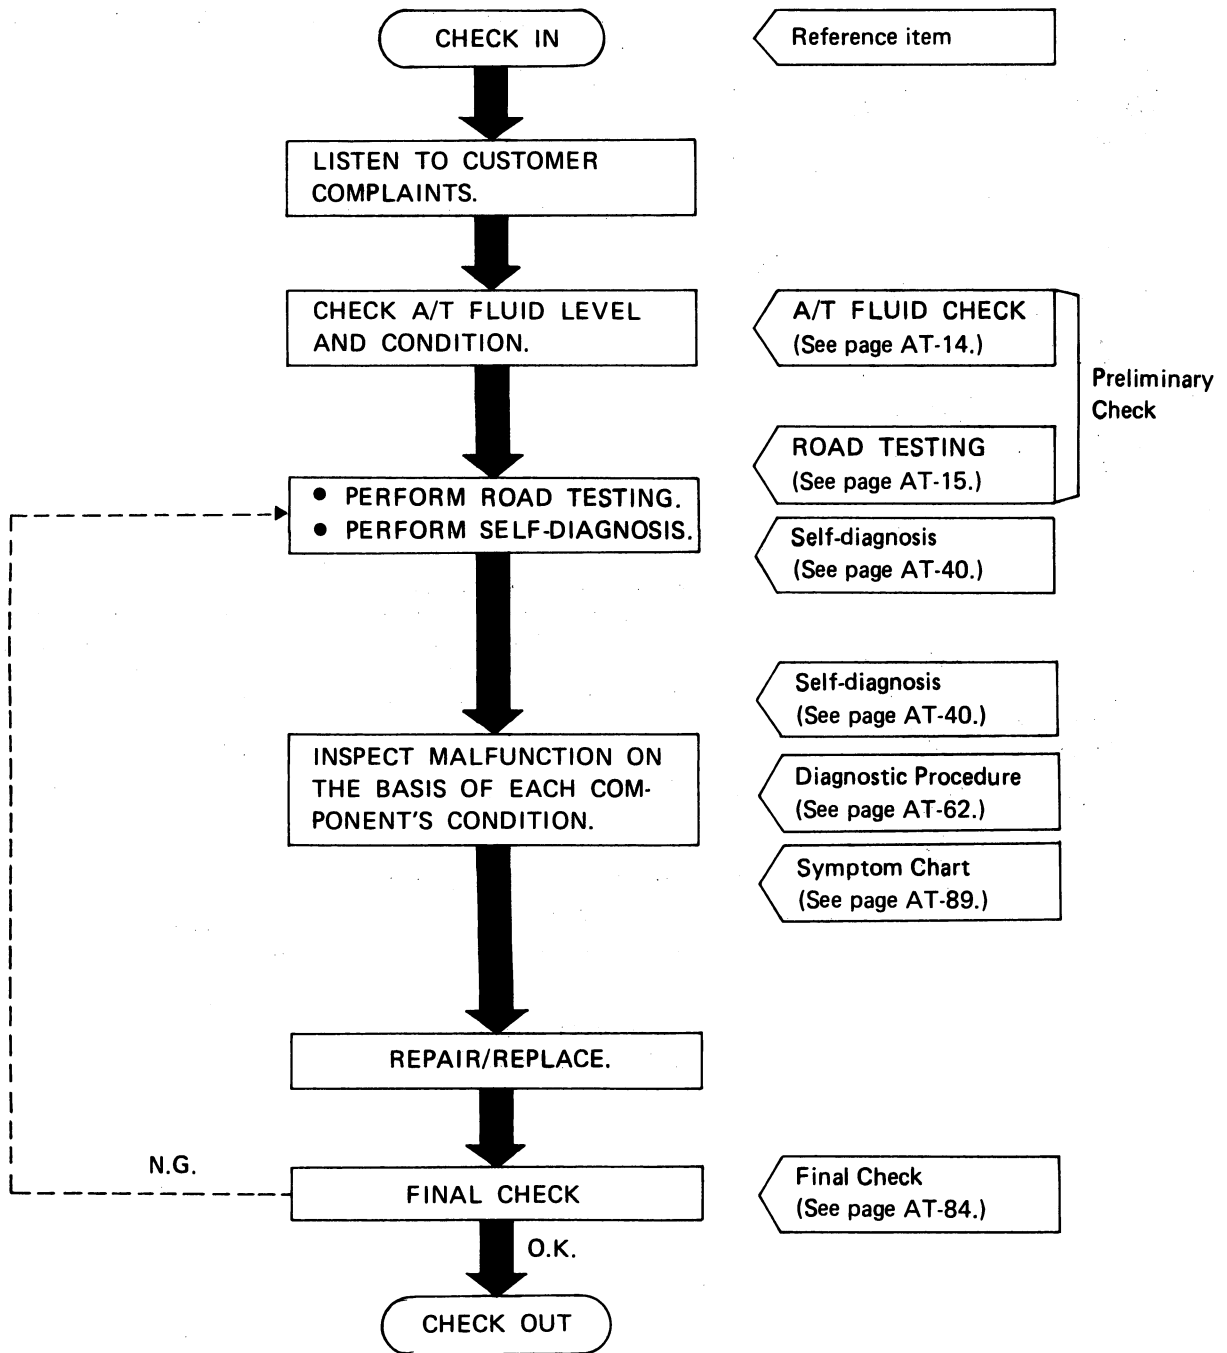 CHECK IN
Reference item
LISTEN TO CUSTOMER
COMPLAINTS.
CHECK A/T FLUID LEVEL
AND CONDITION.
A/T FLUID CHECK
(See page AT-14.)
Preliminary
Check
ROAD TESTING
(See page AT-15.)
• PERFORM ROAD TESTING.
• PERFORM SELF-DIAGNOSIS.
Self-diagnosis
(See page AT-40.)
Self-diagnosis
(See page AT-40.)
INSPECT MALFUNCTION ON
THE BASIS OF EACH COM-
PONENT'S CONDITION.
Diagnostic Procedure
(See page AT-62.)
Symptom Chart
(See page AT-89.)
REPAIR/REPLACE.
N.G.
FINAL CHECK
Final Check
(See page AT-84.)
O.K.
CHECK OUT